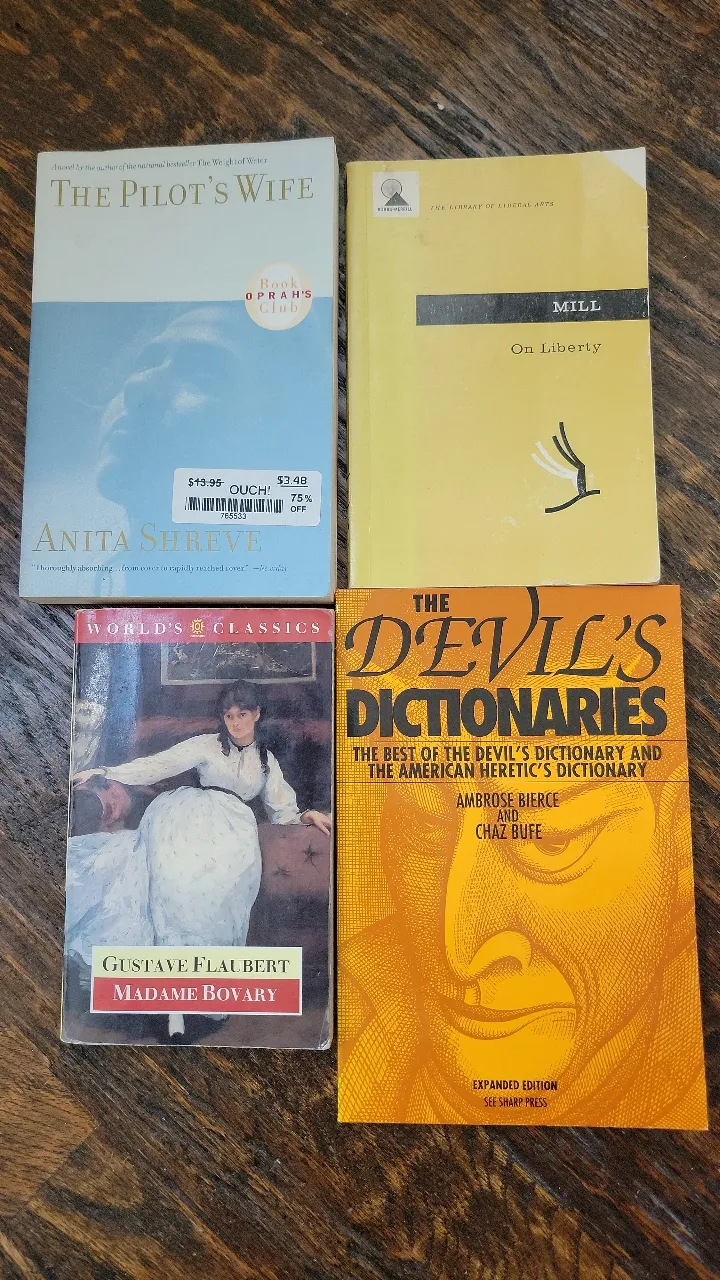 A novel by the author of the national bestseller The Weight of Water
THE PILOT'S WIFE
Book
OPRAH'S
Club
$13.95
OUCH!
$3.48
75%
OFF
765533
ANITA SHREVE
"Thoroughly absorbing...from cover to rapidly reached cover."
BOBBS-MERRILL
THE LIBRARY OF LIBERAL ARTS
MILL
On Liberty
WORLD'S CLASSICS
GUSTAVE FLAUBERT
MADAME BOVARY
THE
DEVIL'S
DICTIONARIES
THE BEST OF THE DEVIL'S DICTIONARY AND
THE AMERICAN HERETIC'S DICTIONARY
AMBROSE BIERCE
AND
CHAZ BUFE
EXPANDED EDITION
SEE SHARP PRESS